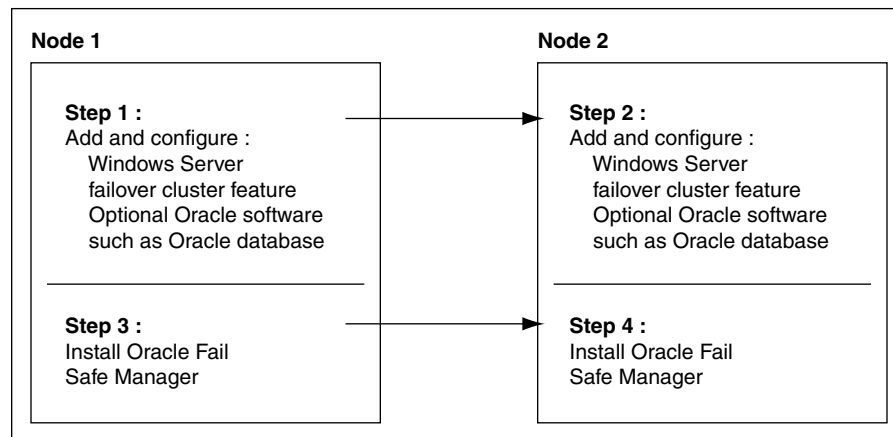 Node 1
Step 1 :
Add and configure :
Windows Server
failover cluster feature
Optional Oracle software
such as Oracle database
Step 3 :
Install Oracle Fail
Safe Manager
Node 2
Step 2 :
Add and configure :
Windows Server
failover cluster feature
Optional Oracle software
such as Oracle database
Step 4 :
Install Oracle Fail
Safe Manager